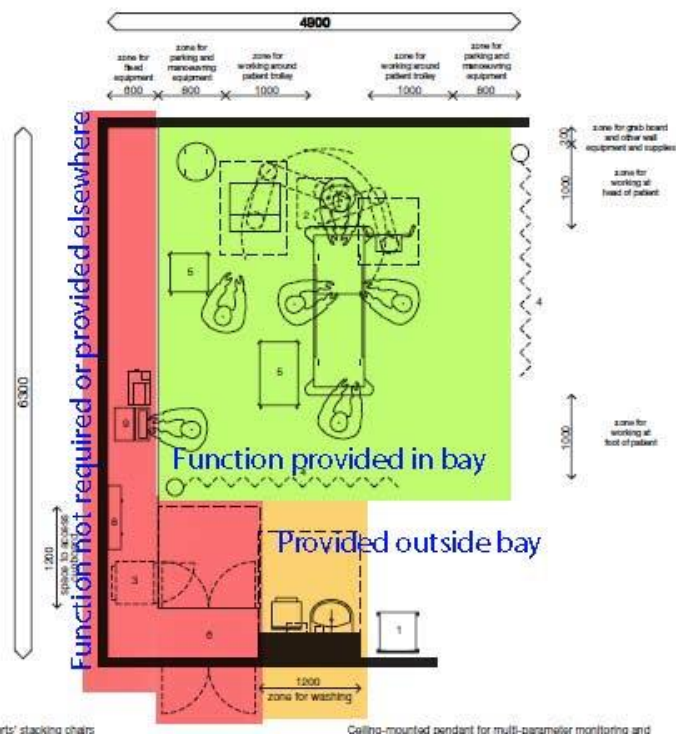 4900
zone for
fixed
equipment
zone for
parking and
manoeuvring
equipment
zone for
working around
patient trolley
zone for
working around
patient trolley
zone for
parking and
manoeuvring
equipment
600
800
1000
1000
800
zone for grab board
and other wall
equipment and supplies
1000
zone for
working at
head of patient
6300
Function not required or provided elsewhere
2
5
4
5
1000
zone for
working at
foot of patient
Function provided in bay
Provided outside bay
1200
space to access
3
6
1
1200
zone for washing
rts' stacking chairs
Ceiling-mounted pendant for multi-parameter monitoring and